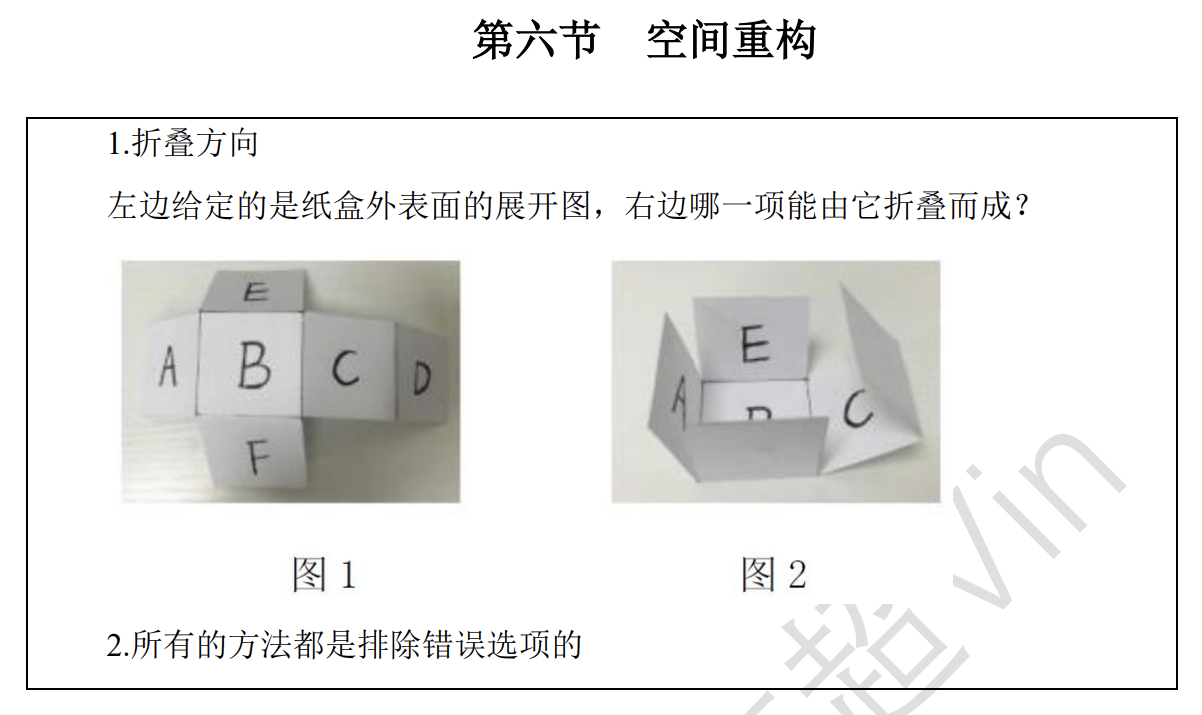 第六节 空间重构
1.折叠方向
左边给定的是纸盒外表面的展开图，右边哪一项能由它折叠而成？
E
A B C D
F
E
A B C
图 1
图 2
2.所有的方法都是排除错误选项的
超 Vin